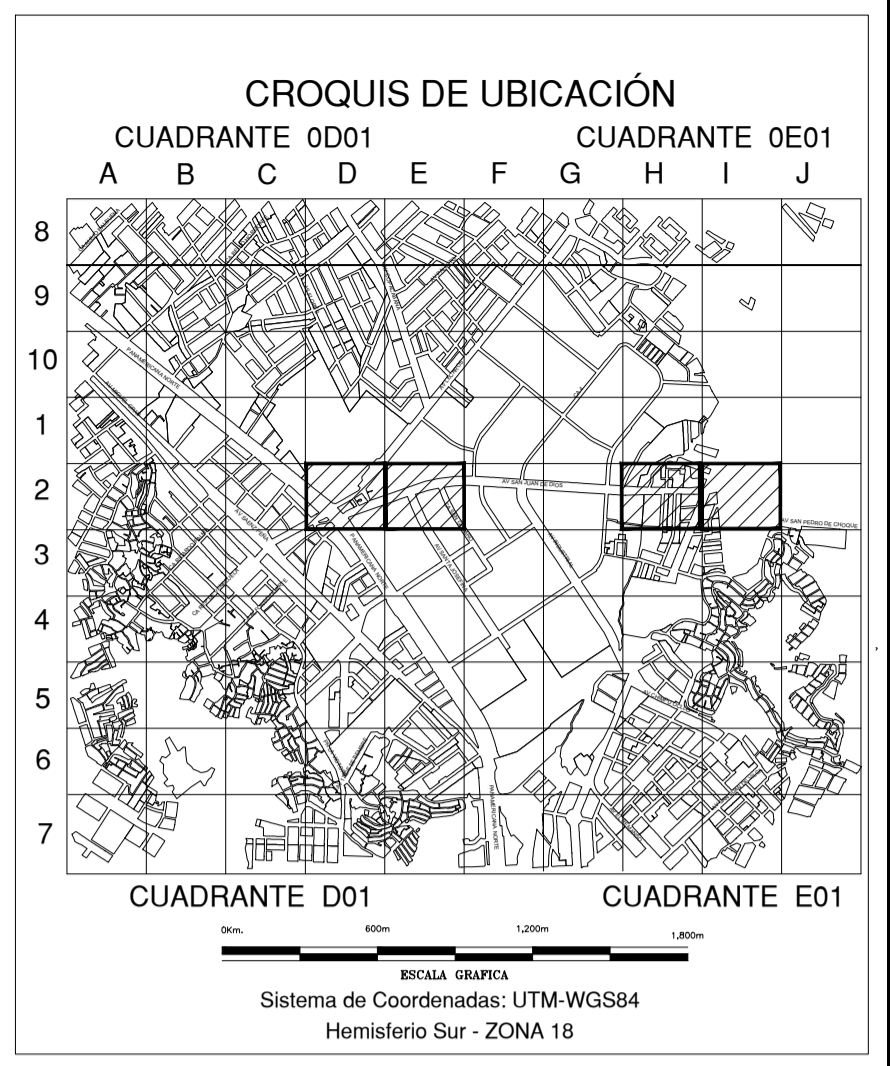 CROQUIS DE UBICACIÓN
CUADRANTE 0D01 CUADRANTE 0E01
A B C D E F G H I J
8
9
10
PANAMERICANA NORTE
1
2
AV SAN JUAN DE DIOS
AV SAN PEDRO DE CHOQUE
3
PANAMERICANA NORTE
4
5
6
7
PANAMERICANA NORTE
CUADRANTE D01 CUADRANTE E01
0Km. 600m 1,200m 1,800m
ESCALA GRAFICA
Sistema de Coordenadas: UTM-WGS84
Hemisferio Sur - ZONA 18